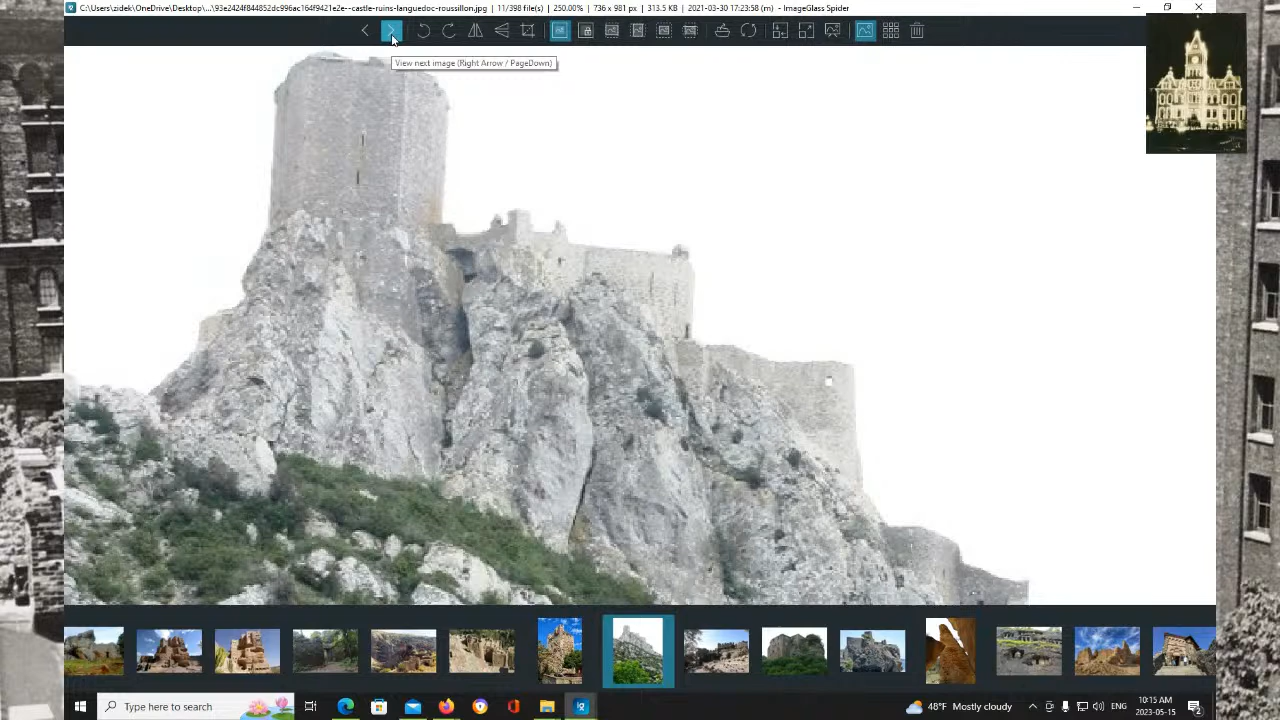 C:\Users\zidek\OneDrive\Desktop\...\93e2424f844852dc996ac164f9421e2e--castle-ruins-languedoc-roussillon.jpg | 11/398 file(s) | 250.00% | 736 x 981 px | 313.5 KB | 2021-03-30 17:23:58 (m) - ImageGlass Spider
View next image (Right Arrow / PageDown)
Type here to search
48°F Mostly cloudy
ENG
10:15 AM
2023-05-15